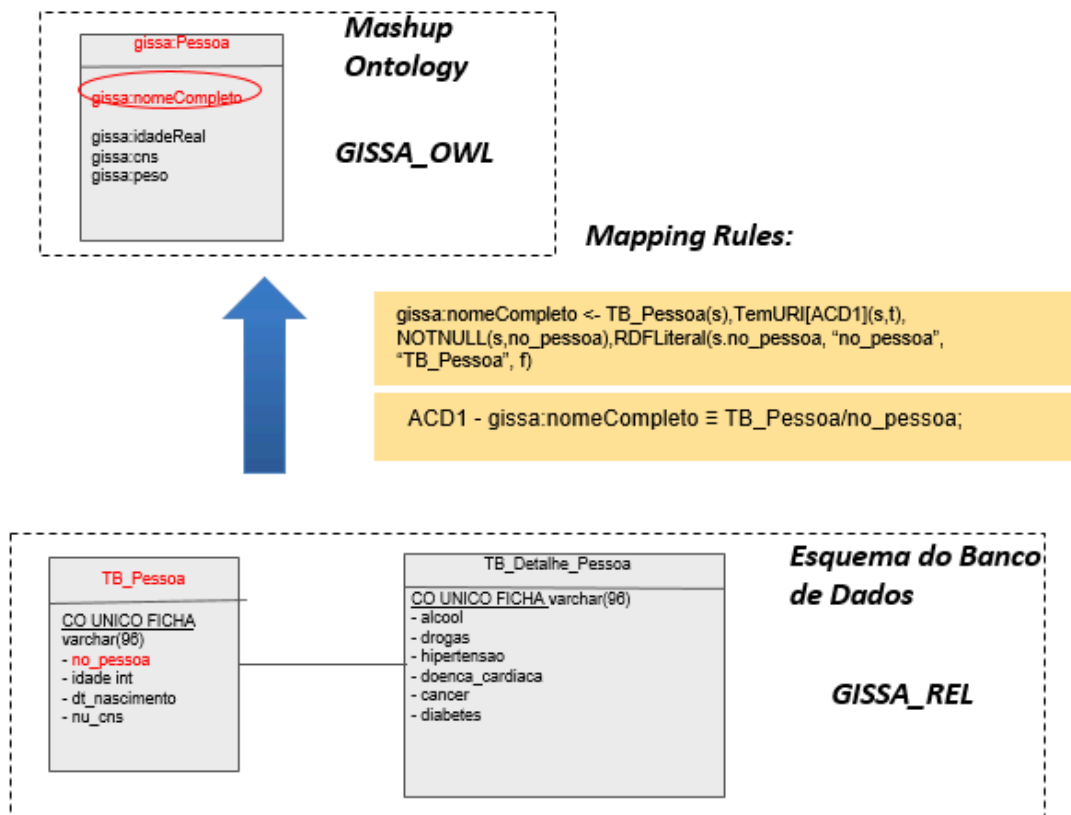 gissa:Pessoa
gissa:nomeCompleto
gissa:idadeReal
gissa:cns
gissa:peso
Mashup
Ontology
GISSA_OWL
Mapping Rules:
gissa:nomeCompleto <- TB_Pessoa(s),TemURI[ACD1](s,t),
NOTNULL(s,no_pessoa),RDFLiteral(s.no_pessoa, “no_pessoa”,
“TB_Pessoa”, f)
ACD1 - gissa:nomeCompleto ≡ TB_Pessoa/no_pessoa;
TB_Pessoa
CO UNICO FICHA
varchar(96)
- no_pessoa
- idade int
- dt_nascimento
- nu_cns
TB_Detalhe_Pessoa
CO UNICO FICHA varchar(96)
- alcool
- drogas
- hipertensao
- doenca_cardiaca
- cancer
- diabetes
Esquema do Banco
de Dados
GISSA_REL